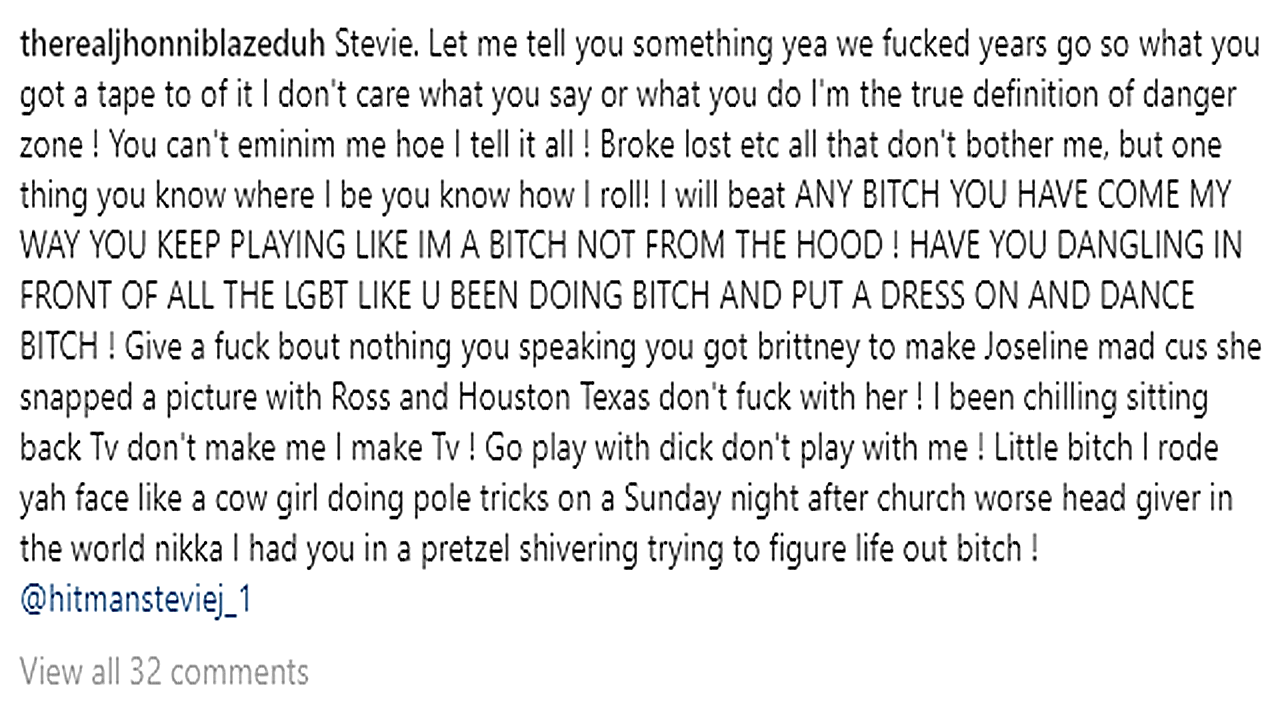 therealjhonniblazeduh Stevie. Let me tell you something yea we fucked years go so what you
got a tape to of it I don't care what you say or what you do I'm the true definition of danger
zone ! You can't eminim me hoe I tell it all ! Broke lost etc all that don't bother me, but one
thing you know where I be you know how I roll! I will beat ANY BITCH YOU HAVE COME MY
WAY YOU KEEP PLAYING LIKE IM A BITCH NOT FROM THE HOOD ! HAVE YOU DANGLING IN
FRONT OF ALL THE LGBT LIKE U BEEN DOING BITCH AND PUT A DRESS ON AND DANCE
BITCH ! Give a fuck bout nothing you speaking you got brittney to make Joseline mad cus she
snapped a picture with Ross and Houston Texas don't fuck with her ! I been chilling sitting
back Tv don't make me I make Tv ! Go play with dick don't play with me ! Little bitch I rode
yah face like a cow girl doing pole tricks on a Sunday night after church worse head giver in
the world nikka I had you in a pretzel shivering trying to figure life out bitch !
@hitmansteviej_1
View all 32 comments